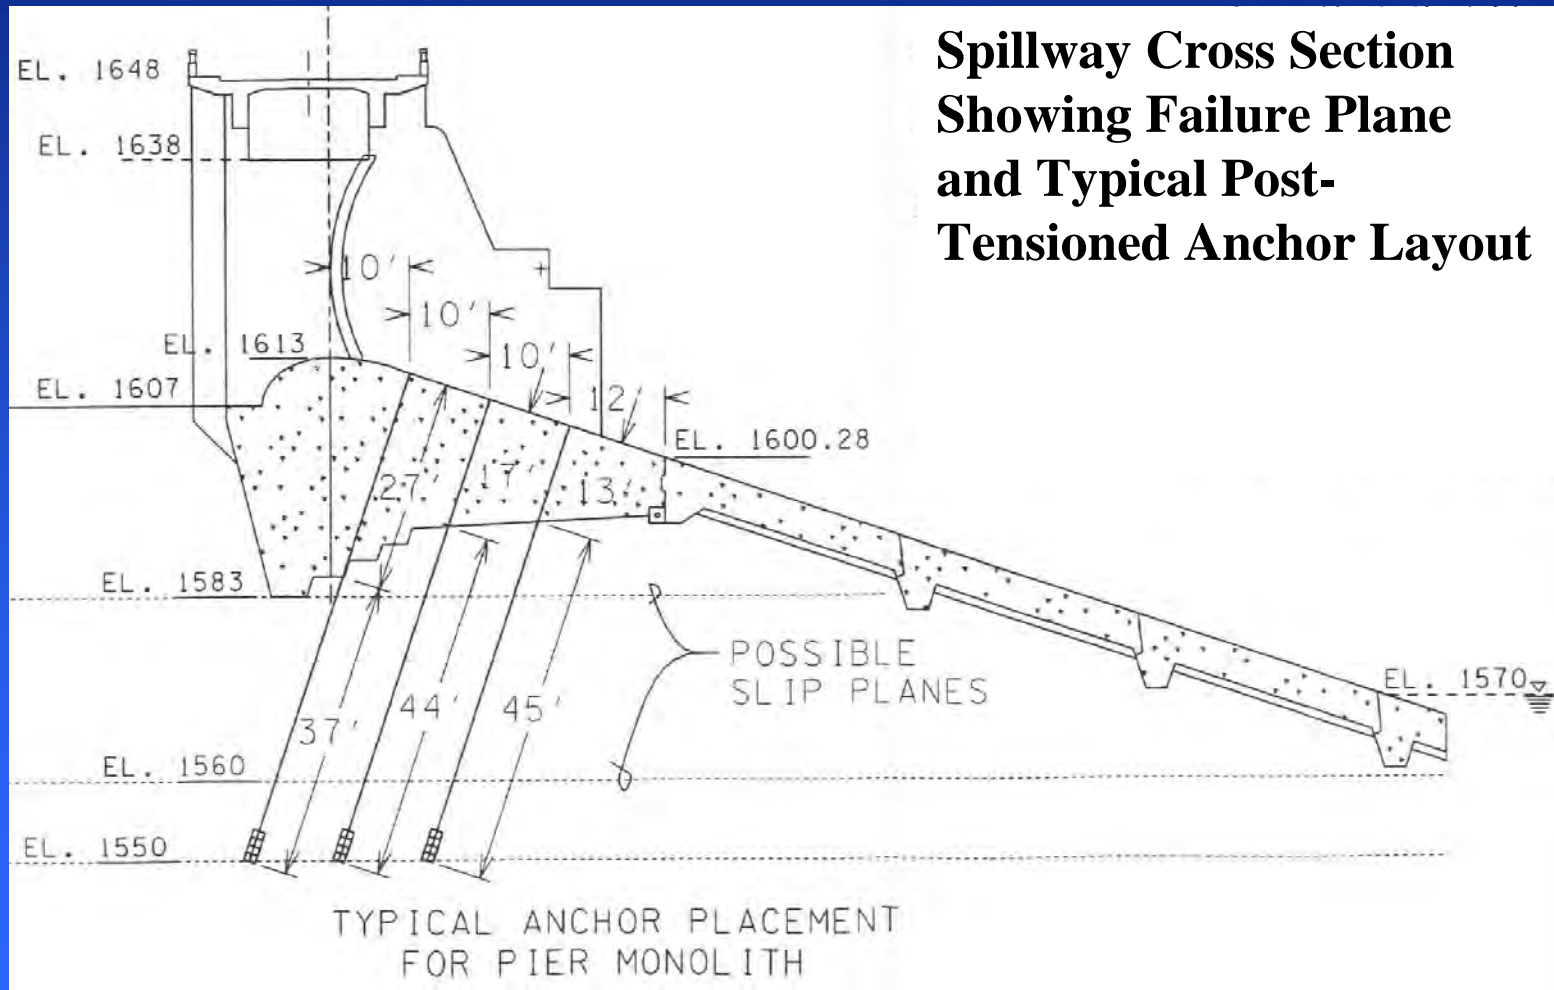 Spillway Cross Section
Showing Failure Plane
and Typical Post-
Tensioned Anchor Layout
EL. 1648
EL. 1638
10'
10'
EL. 1613
10'
EL. 1607
12'
EL. 1600.28
27'
17'
13'
EL. 1583
POSSIBLE
SLIP PLANES
EL. 1570
37'
44'
45'
EL. 1560
EL. 1550
TYPICAL ANCHOR PLACEMENT
FOR PIER MONOLITH